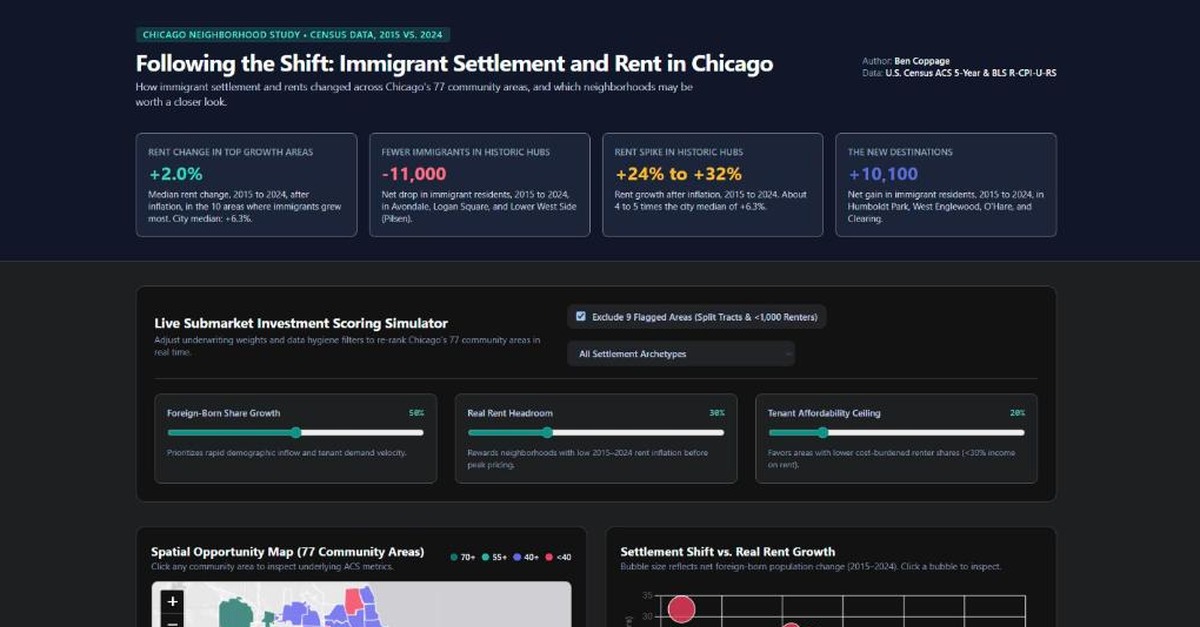 CHICAGO NEIGHBORHOOD STUDY • CENSUS DATA, 2015 VS. 2024
Following the Shift: Immigrant Settlement and Rent in Chicago
How immigrant settlement and rents changed across Chicago's 77 community areas, and which neighborhoods may be
worth a closer look.
Author: Ben Coppage
Data: U.S. Census ACS 5-Year & BLS R-CPI-U-RS
RENT CHANGE IN TOP GROWTH AREAS
+2.0%
Median rent change, 2015 to 2024, after
inflation, in the 10 areas where immigrants grew
most. City median: +6.3%.
FEWER IMMIGRANTS IN HISTORIC HUBS
-11,000
Net drop in immigrant residents, 2015 to 2024,
in Avondale, Logan Square, and Lower West Side
(Pilsen).
RENT SPIKE IN HISTORIC HUBS
+24% to +32%
Rent growth after inflation, 2015 to 2024. About
4 to 5 times the city median of +6.3%.
THE NEW DESTINATIONS
+10,100
Net gain in immigrant residents, 2015 to 2024, in
Humboldt Park, West Englewood, O'Hare, and
Clearing.
Live Submarket Investment Scoring Simulator
Adjust underwriting weights and data hygiene filters to re-rank Chicago's 77 community areas in
real time.
Exclude 9 Flagged Areas (Split Tracts & <1,000 Renters)
All Settlement Archetypes
Foreign-Born Share Growth
50%
Prioritizes rapid demographic inflow and tenant demand velocity.
Real Rent Headroom
30%
Rewards neighborhoods with low 2015–2024 rent inflation before
peak pricing.
Tenant Affordability Ceiling
20%
Favors areas with lower cost-burdened renter shares (<30% income
on rent).
Spatial Opportunity Map (77 Community Areas)
Click any community area to inspect underlying ACS metrics.
70+ 55+ 40+ <40
+
−
Settlement Shift vs. Real Rent Growth
Bubble size reflects net foreign-born population change (2015–2024). Click a bubble to inspect.
35
30